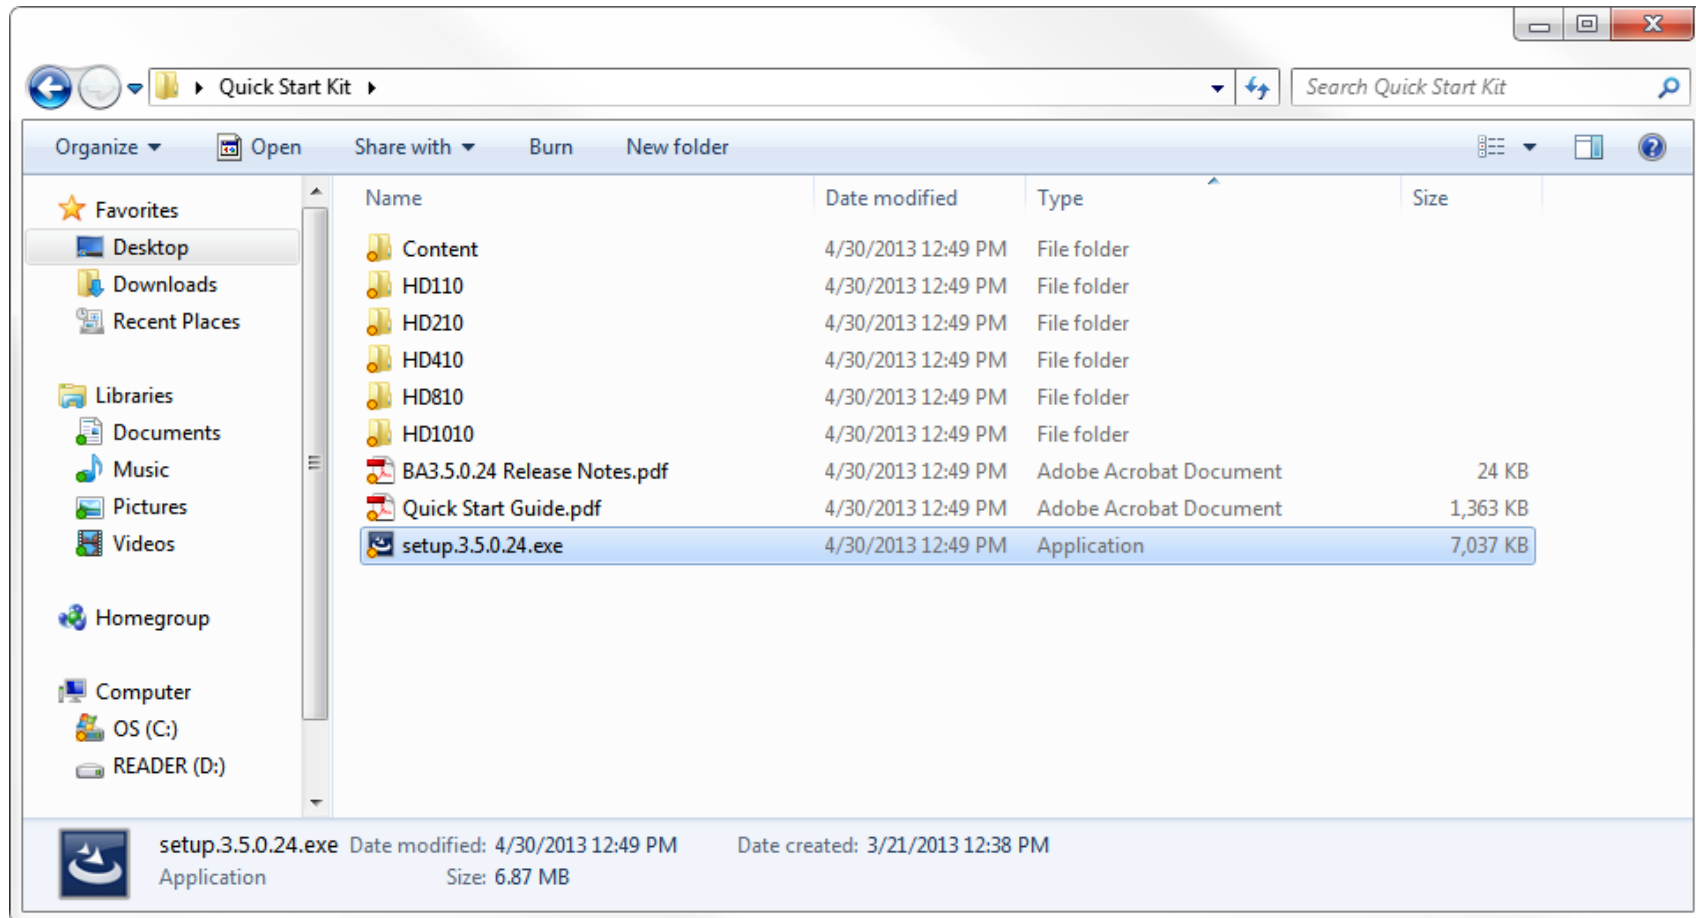 Quick Start Kit
Search Quick Start Kit
Organize Open Share with Burn New folder
Name Date modified Type Size
Favorites
Desktop
Downloads
Recent Places
Libraries
Documents
Music
Pictures
Videos
Homegroup
Computer
OS (C:)
READER (D:)
Content 4/30/2013 12:49 PM File folder
HD110 4/30/2013 12:49 PM File folder
HD210 4/30/2013 12:49 PM File folder
HD410 4/30/2013 12:49 PM File folder
HD810 4/30/2013 12:49 PM File folder
HD1010 4/30/2013 12:49 PM File folder
BA3.5.0.24 Release Notes.pdf 4/30/2013 12:49 PM Adobe Acrobat Document 24 KB
Quick Start Guide.pdf 4/30/2013 12:49 PM Adobe Acrobat Document 1,363 KB
setup.3.5.0.24.exe 4/30/2013 12:49 PM Application 7,037 KB
setup.3.5.0.24.exe Date modified: 4/30/2013 12:49 PM Date created: 3/21/2013 12:38 PM
Application Size: 6.87 MB